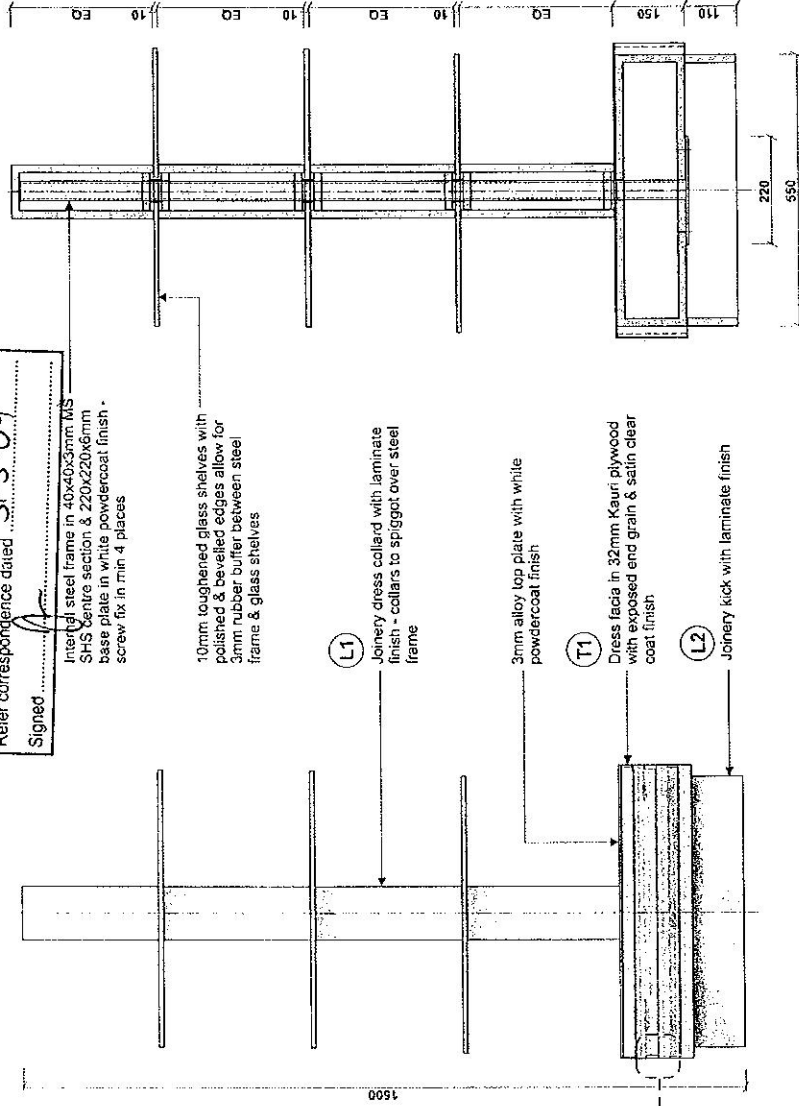 Refer correspondence dated
Signed
Internal steel frame in 40x40x3mm MS
SHS centre section & 220x220x6mm
base plate in white powdercoat finish -
screw fix in min 4 places
10mm toughened glass shelves with
polished & bevelled edges allow for
3mm rubber buffer between steel
frame & glass shelves
L1
Joinery dress collard with laminate
finish - collars to spiggot over steel
frame
3mm alloy top plate with white
powdercoat finish
T1
Dress facia in 32mm Kauri plywood
with exposed end grain & satin clear
coat finish
L2
Joinery kick with laminate finish
1500
EQ
10
EQ
10
EQ
10
EQ
150
110
220
550